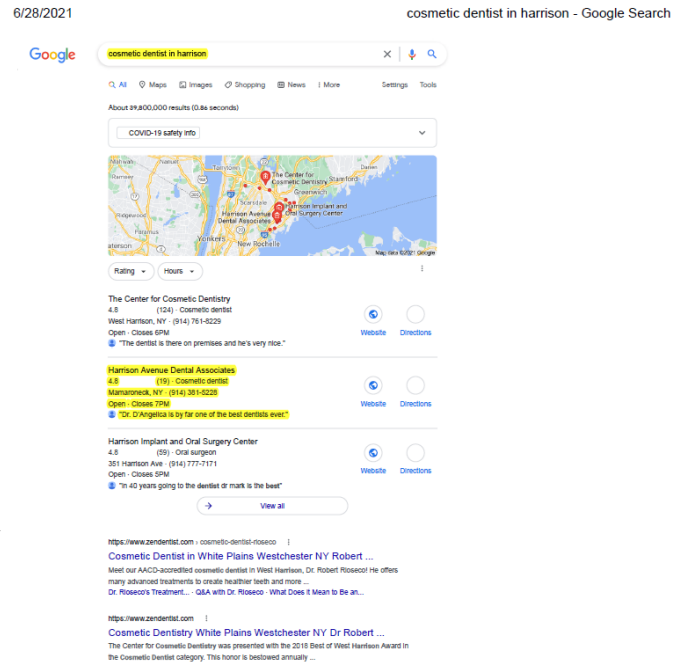 6/28/2021 cosmetic dentist in harrison - Google Search
Google cosmetic dentist in harrison
All Maps Images Shopping News More Settings Tools
About 39,800,000 results (0.86 seconds)
COVID-19 safety info
Nanuet
Ramsey
Tarrytown
The Center for
Cosmetic Dentistry
Stamford
Darien
Greenwich
Scarsdale
Ridgewood
Harrison Avenue
Dental Associates
Harrison Implant and
Oral Surgery Center
Paramus
Yonkers
New Rochelle
aterson
Map data ©2021 Google
Rating Hours
The Center for Cosmetic Dentistry
4.8 (124) · Cosmetic dentist
West Harrison, NY · (914) 761-8229
Open · Closes 6PM
Website Directions
"The dentist is there on premises and he's very nice."
Harrison Avenue Dental Associates
4.8 (19) · Cosmetic dentist
Mamaroneck, NY · (914) 381-5228
Open · Closes 7PM
Website Directions
"Dr. D'Angelica is by far one of the best dentists ever."
Harrison Implant and Oral Surgery Center
4.8 (59) · Oral surgeon
351 Harrison Ave · (914) 777-7171
Open · Closes 5PM
Website Directions
"In 40 years going to the dentist dr mark is the best"
View all
https://www.zendentist.com › cosmetic-dentist-rioseco
Cosmetic Dentist in White Plains Westchester NY Robert ...
Meet our AACD-accredited cosmetic dentist in West Harrison, Dr. Robert Rioseco! He offers
many advanced treatments to create healthier teeth and more ...
Dr. Rioseco's Treatment... · Q&A with Dr. Rioseco · What Does it Mean to Be an...
https://www.zendentist.com
Cosmetic Dentistry White Plains Westchester NY Dr Robert ...
The Center for Cosmetic Dentistry was presented with the 2018 Best of West Harrison Award in
the Cosmetic Dentist category. This honor is bestowed annually ...